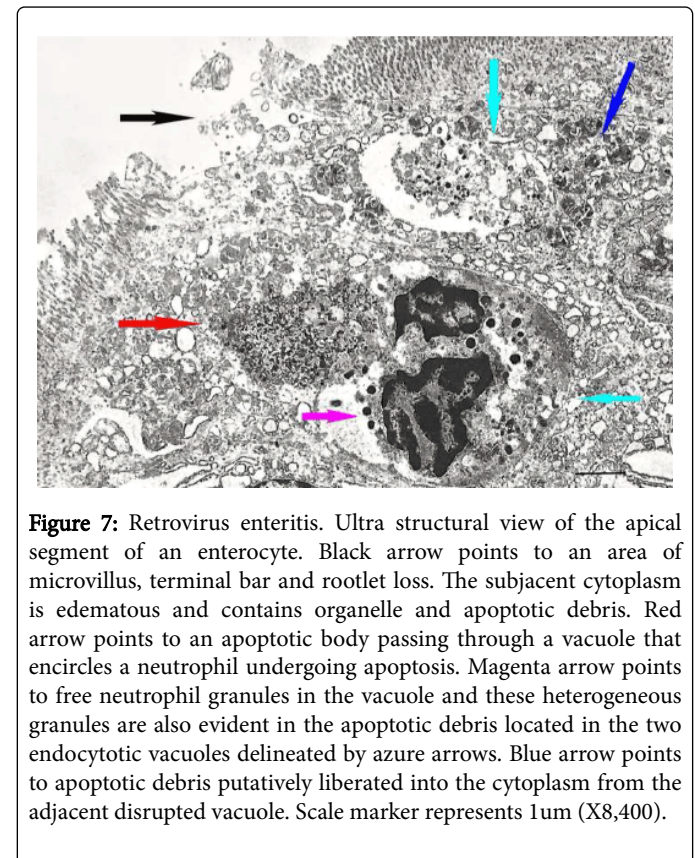 Figure 7: Retrovirus enteritis. Ultra structural view of the apical
segment of an enterocyte. Black arrow points to an area of
microvillus, terminal bar and rootlet loss. The subjacent cytoplasm
is edematous and contains organelle and apoptotic debris. Red
arrow points to an apoptotic body passing through a vacuole that
encircles a neutrophil undergoing apoptosis. Magenta arrow points
to free neutrophil granules in the vacuole and these heterogeneous
granules are also evident in the apoptotic debris located in the two
endocytotic vacuoles delineated by azure arrows. Blue arrow points
to apoptotic debris putatively liberated into the cytoplasm from the
adjacent disrupted vacuole. Scale marker represents 1um (X8,400).